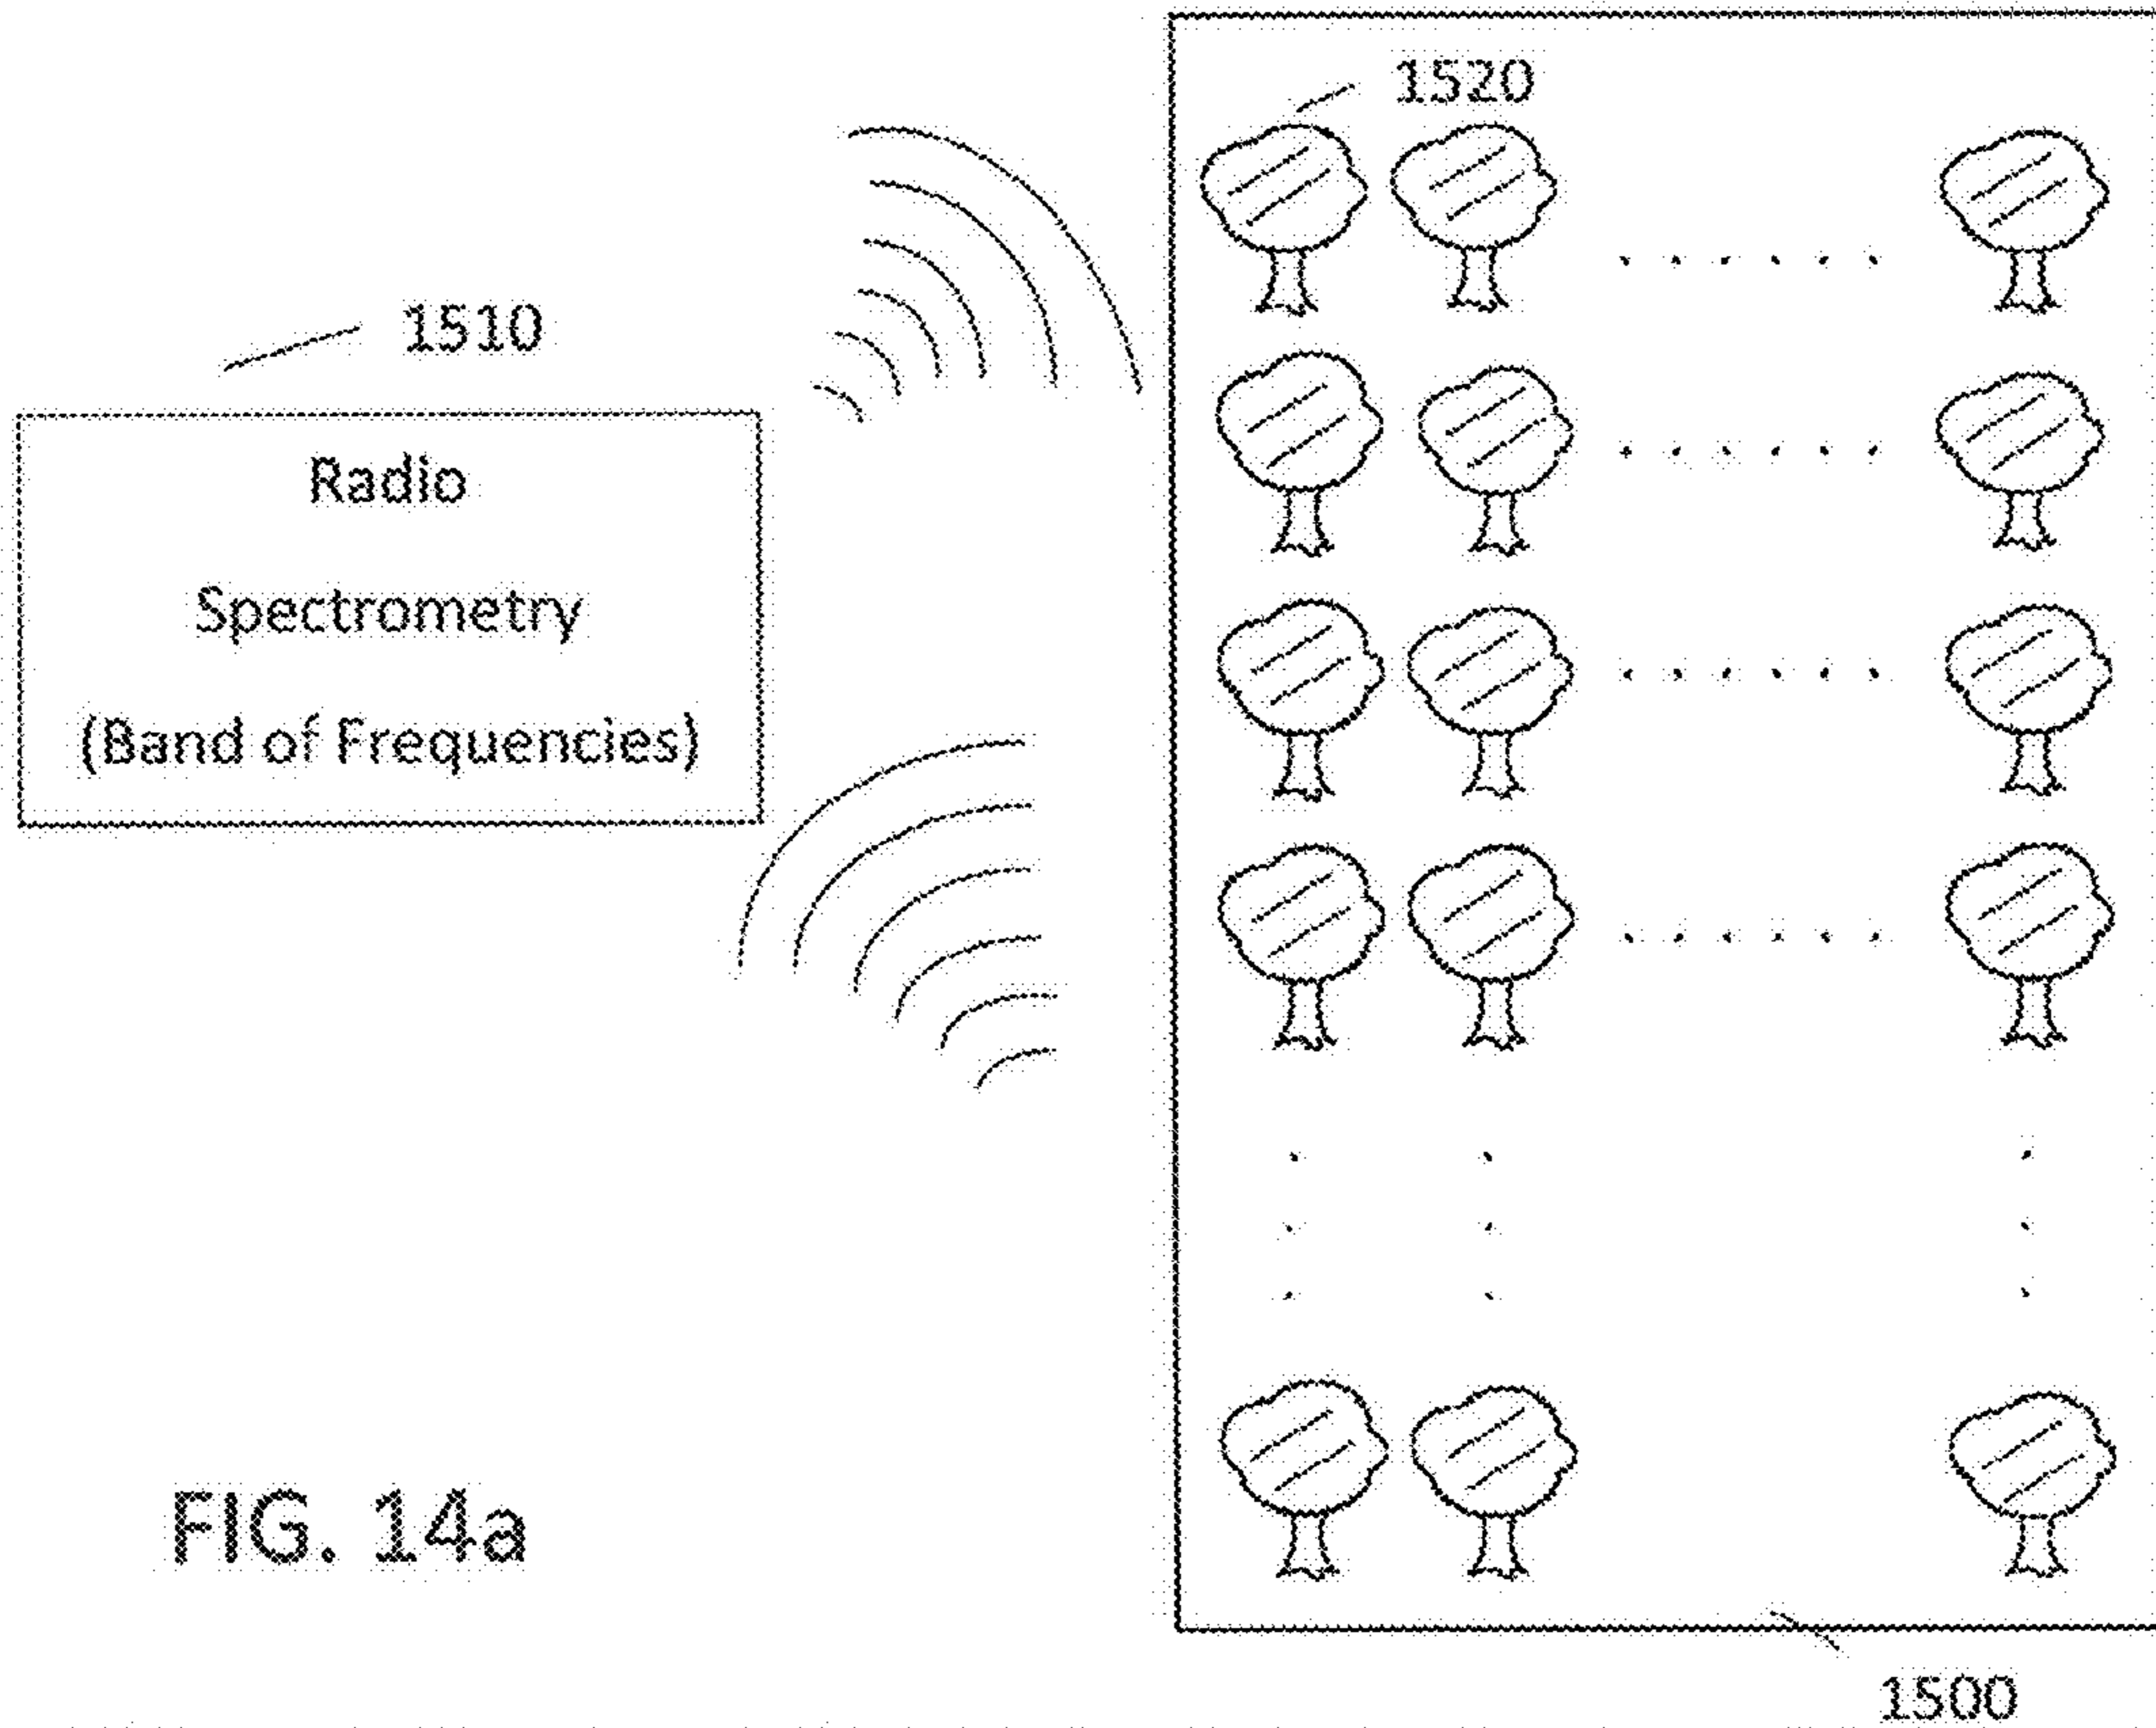 1520
1510
Radio
Spectrometry
(Band of Frequencies)
FIG. 14a
1500